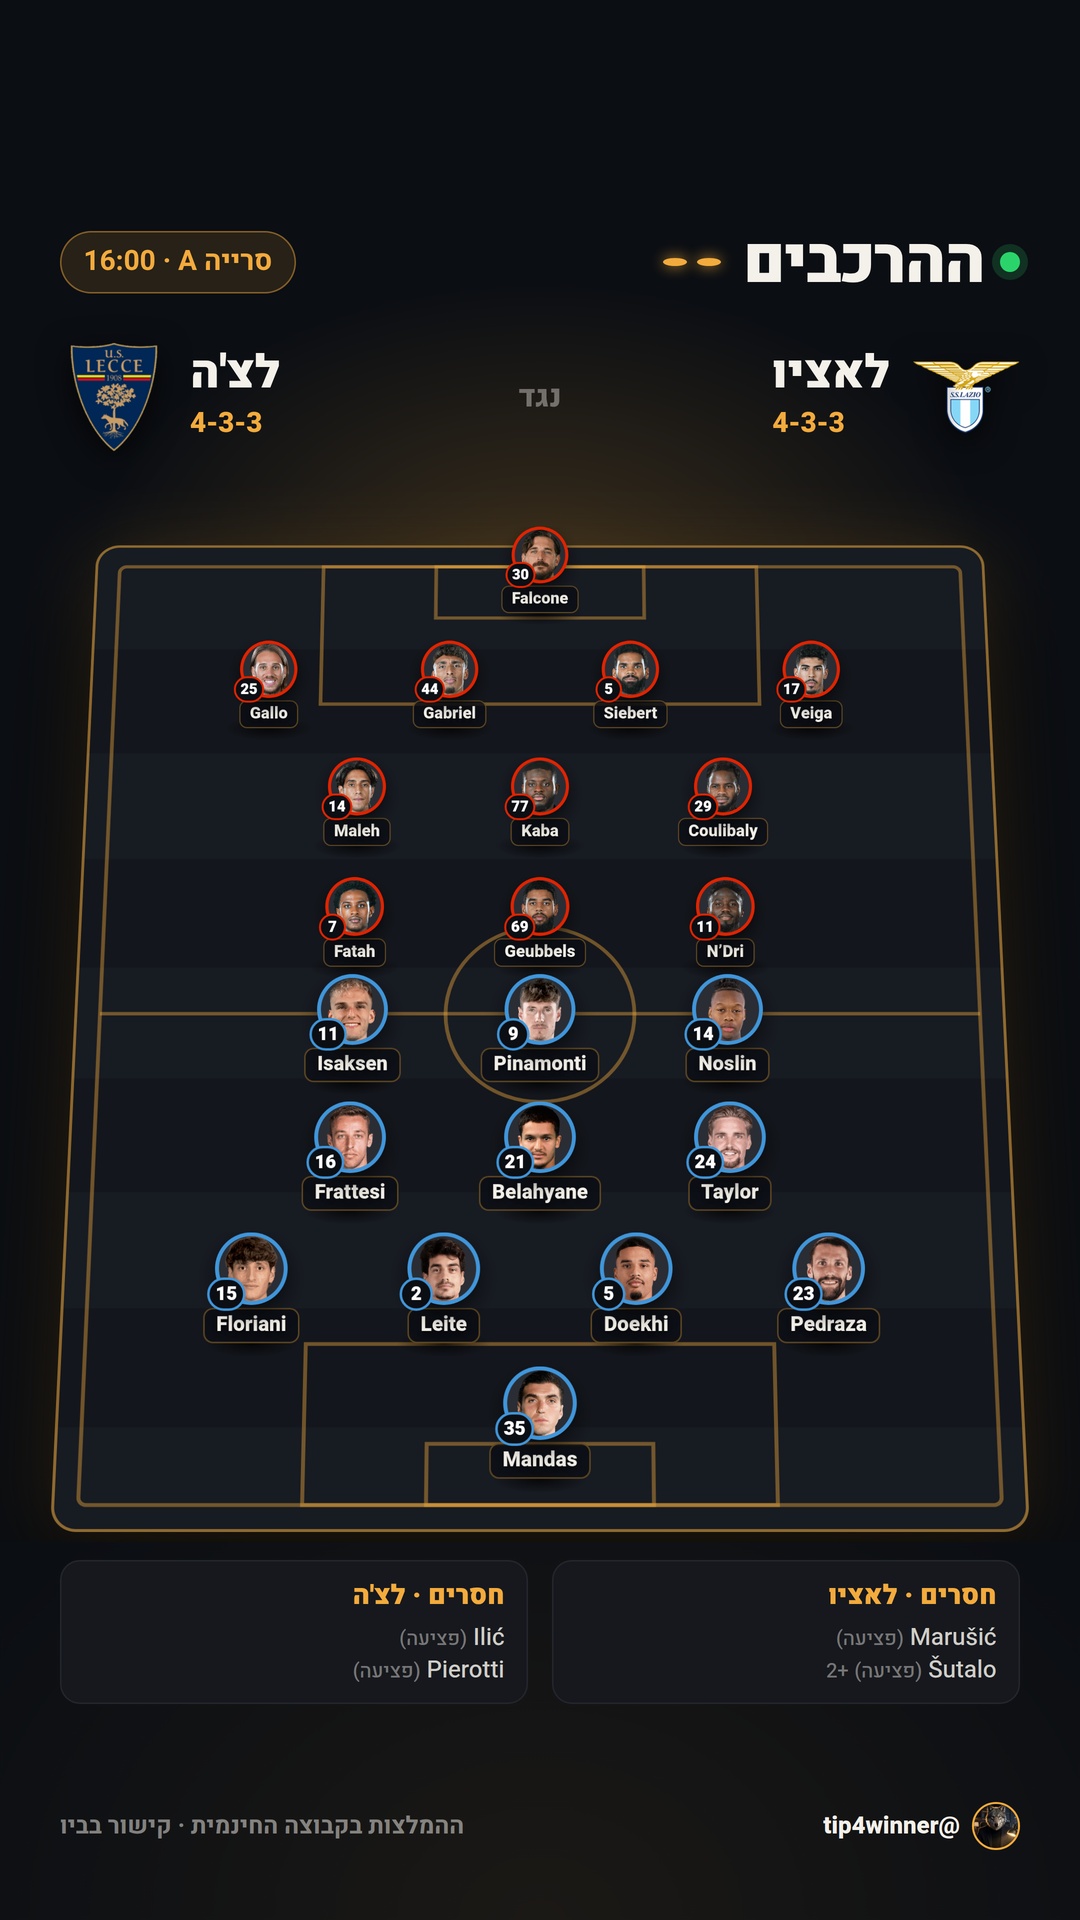 ההרכבים
סרייה A · 16:00
לאציו
4-3-3
נגד
לצ'ה
4-3-3
S.S.LAZIO
U.S.
LECCE
1908
30
Falcone
25
Gallo
44
Gabriel
5
Siebert
17
Veiga
14
Maleh
77
Kaba
29
Coulibaly
7
Fatah
69
Geubbels
11
N'Dri
11
Isaksen
9
Pinamonti
14
Noslin
16
Frattesi
21
Belahyane
24
Taylor
15
Floriani
2
Leite
5
Doekhi
23
Pedraza
35
Mandas
חסרים · לאציו
Marušić (פציעה)
Šutalo (פציעה) +2
חסרים · לצ'ה
Ilić (פציעה)
Pierotti (פציעה)
@tip4winner
ההמלצות בקבוצה החינמית · קישור בביו